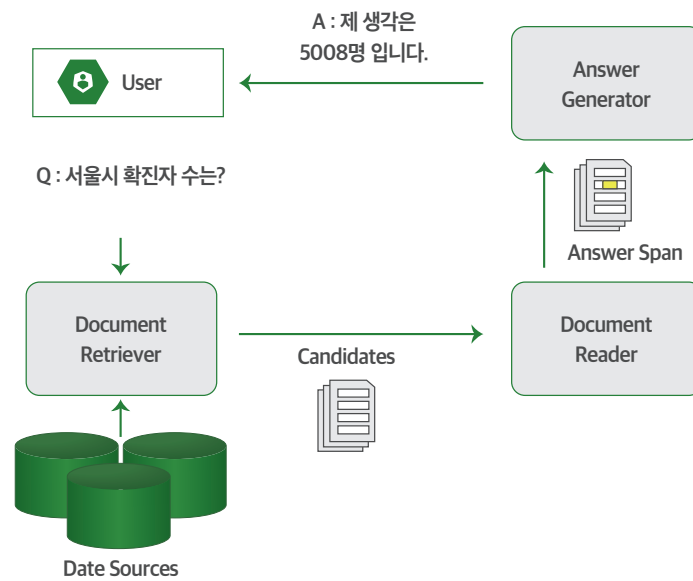 A : 제 생각은
5008명 입니다.
User
Answer
Generator
Q : 서울시 확진자 수는?
Answer Span
Document
Retriever
Candidates
Document
Reader
Date Sources